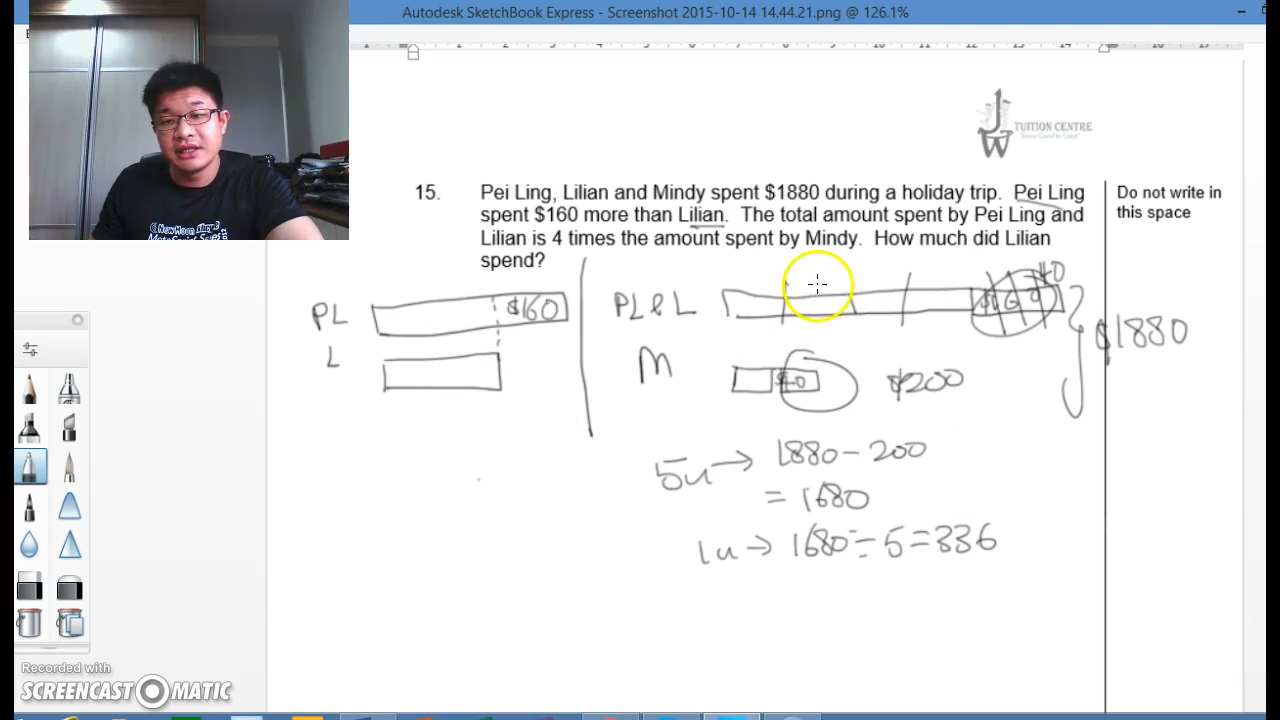 Autodesk SketchBook Express - Screenshot 2015-10-14 14.44.21.png @ 126.1%
JW TUITION CENTRE
15. Pei Ling, Lilian and Mindy spent $1880 during a holiday trip. Pei Ling
spent $160 more than Lilian. The total amount spent by Pei Ling and
Lilian is 4 times the amount spent by Mindy. How much did Lilian
spend?
Do not write in
this space
PL $160
L
PL & L $160 40
M $40 $200
$1880
5u → 1880 - 200
= 1680
1u → 1680 ÷ 5 = 336
Recorded with
SCREENCAST MATIC